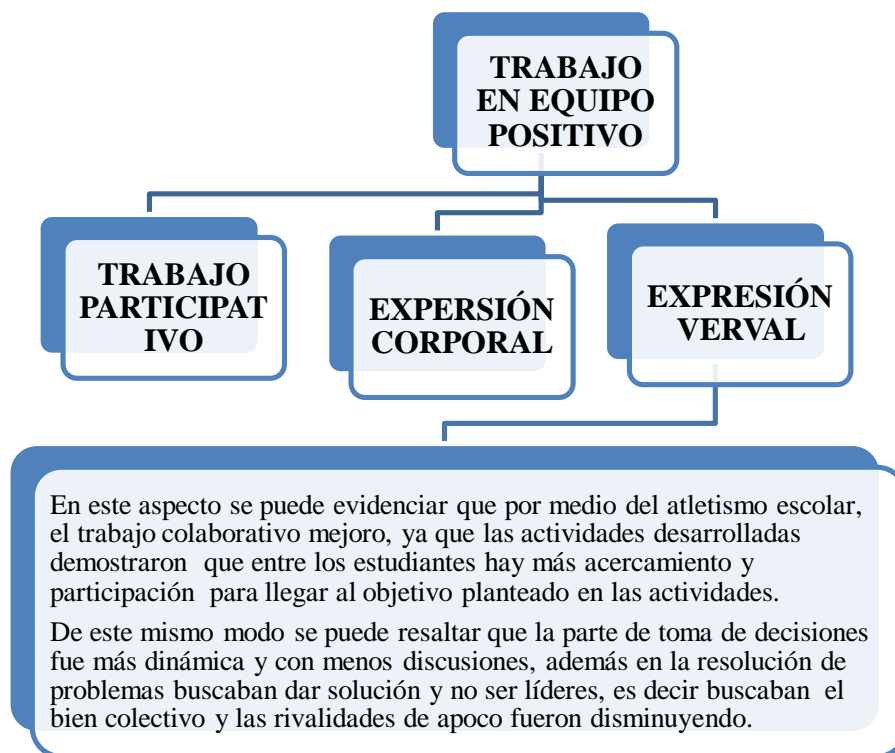 TRABAJO
EN EQUIPO
POSITIVO
TRABAJO
PARTICIPAT
IVO
EXPERSIÓN
CORPORAL
EXPRESIÓN
VERVAL
En este aspecto se puede evidenciar que por medio del atletismo escolar,
el trabajo colaborativo mejoro, ya que las actividades desarrolladas
demostraron que entre los estudiantes hay más acercamiento y
participación para llegar al objetivo planteado en las actividades.
De este mismo modo se puede resaltar que la parte de toma de decisiones
fue más dinámica y con menos discusiones, además en la resolución de
problemas buscaban dar solución y no ser líderes, es decir buscaban el
bien colectivo y las rivalidades de apoco fueron disminuyendo.